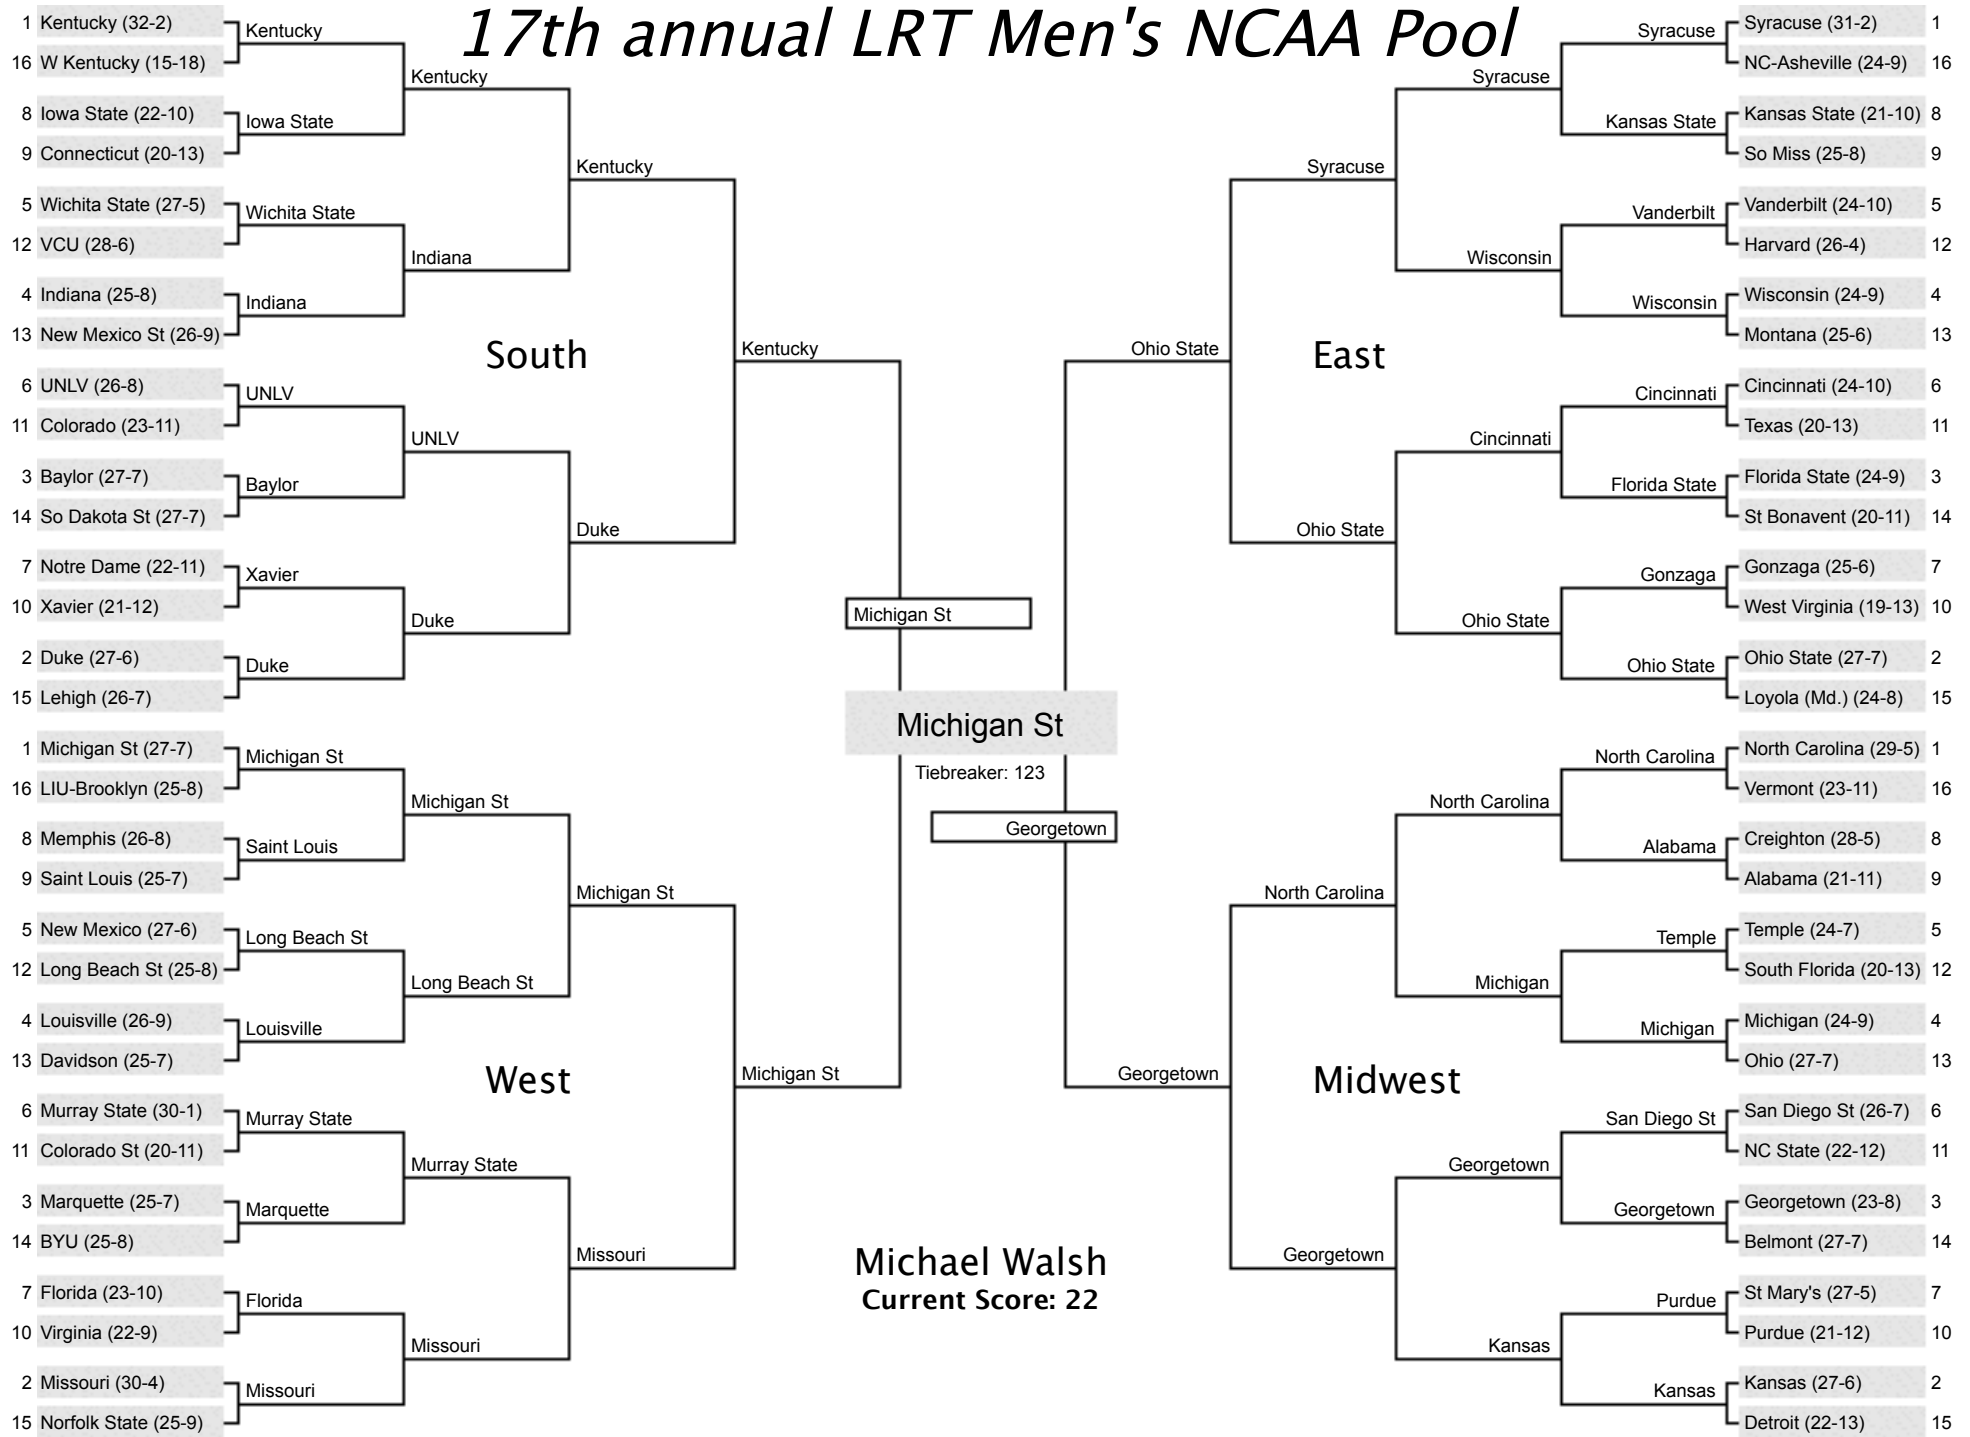 17th annual LRT Men's NCAA Pool
1 Kentucky (32-2)
16 W Kentucky (15-18)
8 Iowa State (22-10)
9 Connecticut (20-13)
5 Wichita State (27-5)
12 VCU (28-6)
4 Indiana (25-8)
13 New Mexico St (26-9)
6 UNLV (26-8)
11 Colorado (23-11)
3 Baylor (27-7)
14 So Dakota St (27-7)
7 Notre Dame (22-11)
10 Xavier (21-12)
2 Duke (27-6)
15 Lehigh (26-7)
Kentucky
Iowa State
Wichita State
Indiana
UNLV
Baylor
Xavier
Duke
Kentucky
Indiana
UNLV
Duke
Kentucky
Duke
Kentucky
South
1 Michigan St (27-7)
16 LIU-Brooklyn (25-8)
8 Memphis (26-8)
9 Saint Louis (25-7)
5 New Mexico (27-6)
12 Long Beach St (25-8)
4 Louisville (26-9)
13 Davidson (25-7)
6 Murray State (30-1)
11 Colorado St (20-11)
3 Marquette (25-7)
14 BYU (25-8)
7 Florida (23-10)
10 Virginia (22-9)
2 Missouri (30-4)
15 Norfolk State (25-9)
Michigan St
Saint Louis
Long Beach St
Louisville
Murray State
Marquette
Florida
Missouri
Michigan St
Long Beach St
Murray State
Missouri
Michigan St
Missouri
Michigan St
West
Michigan St
Michigan St
Tiebreaker: 123
Georgetown
Michael Walsh
Current Score: 22
Syracuse (31-2) 1
NC-Asheville (24-9) 16
Kansas State (21-10) 8
So Miss (25-8) 9
Vanderbilt (24-10) 5
Harvard (26-4) 12
Wisconsin (24-9) 4
Montana (25-6) 13
Cincinnati (24-10) 6
Texas (20-13) 11
Florida State (24-9) 3
St Bonavent (20-11) 14
Gonzaga (25-6) 7
West Virginia (19-13) 10
Ohio State (27-7) 2
Loyola (Md.) (24-8) 15
Syracuse
Kansas State
Vanderbilt
Wisconsin
Cincinnati
Florida State
Gonzaga
Ohio State
Syracuse
Wisconsin
Cincinnati
Ohio State
Syracuse
Ohio State
Ohio State
East
North Carolina (29-5) 1
Vermont (23-11) 16
Creighton (28-5) 8
Alabama (21-11) 9
Temple (24-7) 5
South Florida (20-13) 12
Michigan (24-9) 4
Ohio (27-7) 13
San Diego St (26-7) 6
NC State (22-12) 11
Georgetown (23-8) 3
Belmont (27-7) 14
St Mary's (27-5) 7
Purdue (21-12) 10
Kansas (27-6) 2
Detroit (22-13) 15
North Carolina
Alabama
Temple
Michigan
San Diego St
Georgetown
Purdue
Kansas
North Carolina
Michigan
Georgetown
Kansas
North Carolina
Georgetown
Georgetown
Midwest